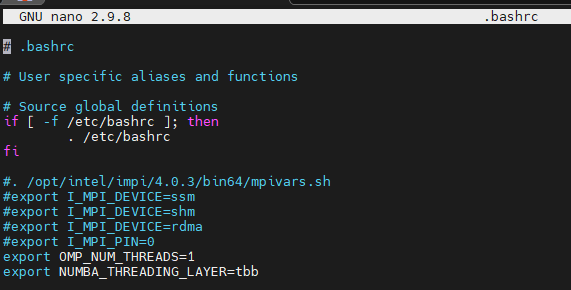 GNU nano 2.9.8 .bashrc
# .bashrc
# User specific aliases and functions
# Source global definitions
if [ -f /etc/bashrc ]; then
        . /etc/bashrc
fi
#. /opt/intel/impi/4.0.3/bin64/mpivars.sh
#export I_MPI_DEVICE=ssm
#export I_MPI_DEVICE=shm
#export I_MPI_DEVICE=rdma
#export I_MPI_PIN=0
export OMP_NUM_THREADS=1
export NUMBA_THREADING_LAYER=tbb